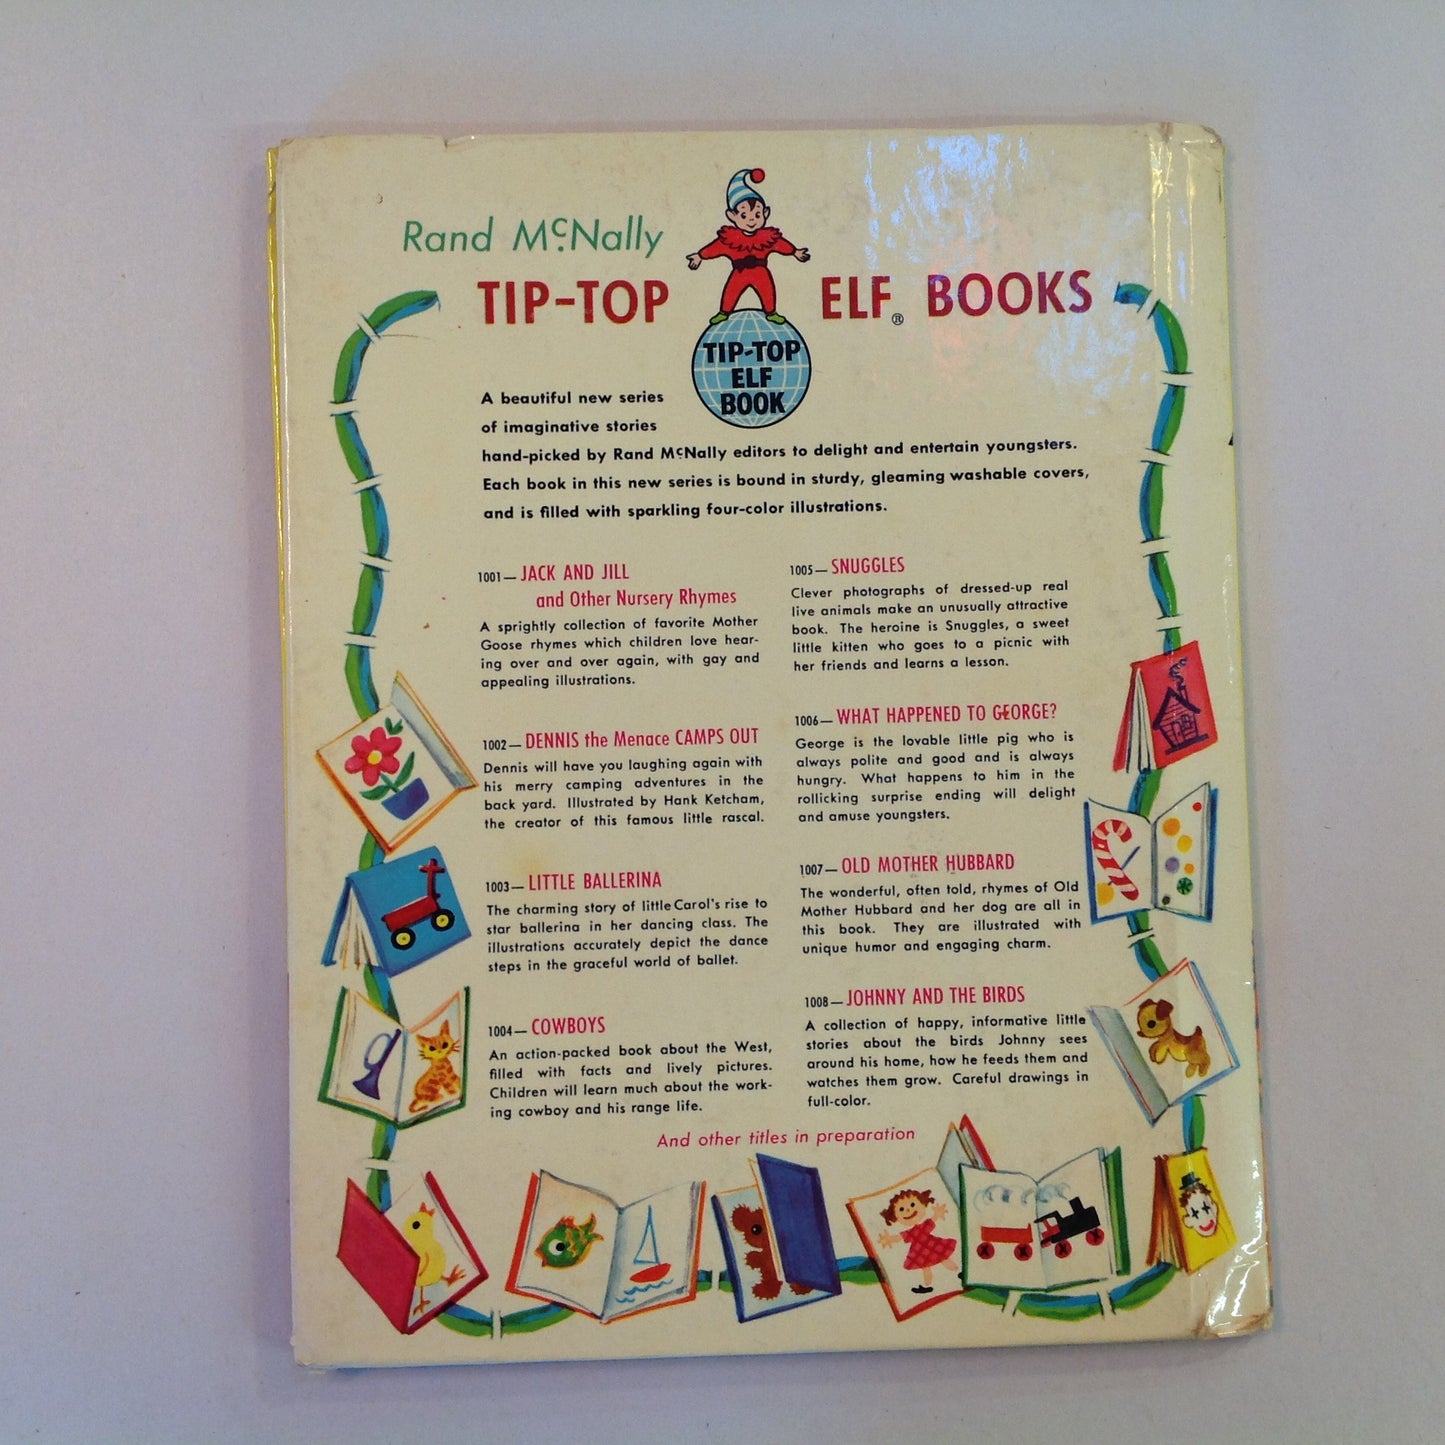 Rand McNally
TIP-TOP ELF® BOOKS
TIP-TOP
ELF
BOOK
A beautiful new series
of imaginative stories
hand-picked by Rand McNally editors to delight and entertain youngsters.
Each book in this new series is bound in sturdy, gleaming washable covers,
and is filled with sparkling four-color illustrations.
1001—JACK AND JILL
and Other Nursery Rhymes
A sprightly collection of favorite Mother
Goose rhymes which children love hear-
ing over and over again, with gay and
appealing illustrations.
1002—DENNIS the Menace CAMPS OUT
Dennis will have you laughing again with
his merry camping adventures in the
back yard. Illustrated by Hank Ketcham,
the creator of this famous little rascal.
1003—LITTLE BALLERINA
The charming story of little Carol's rise to
star ballerina in her dancing class. The
illustrations accurately depict the dance
steps in the graceful world of ballet.
1004—COWBOYS
An action-packed book about the West,
filled with facts and lively pictures.
Children will learn much about the work-
ing cowboy and his range life.
1005—SNUGGLES
Clever photographs of dressed-up real
live animals make an unusually attractive
book. The heroine is Snuggles, a sweet
little kitten who goes to a picnic with
her friends and learns a lesson.
1006—WHAT HAPPENED TO GEORGE?
George is the lovable little pig who is
always polite and good and is always
hungry. What happens to him in the
rollicking surprise ending will delight
and amuse youngsters.
1007—OLD MOTHER HUBBARD
The wonderful, often told, rhymes of Old
Mother Hubbard and her dog are all in
this book. They are illustrated with
unique humor and engaging charm.
1008—JOHNNY AND THE BIRDS
A collection of happy, informative little
stories about the birds Johnny sees
around his home, how he feeds them and
watches them grow. Careful drawings in
full-color.
And other titles in preparation